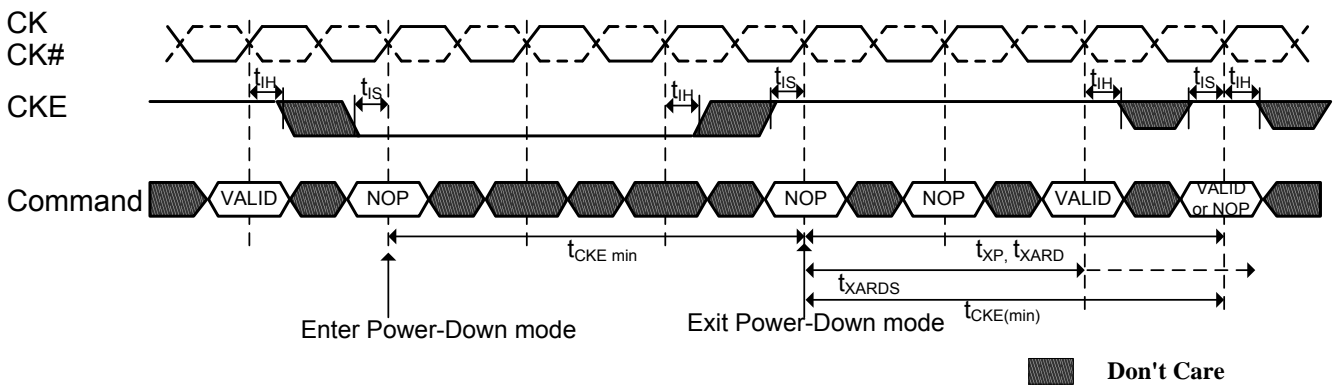 CK
CK#
tIH tIS tIH tIS tIH tIS tIH
CKE
Command VALID NOP NOP NOP VALID VALID or NOP
tCKE min tXP, tXARD
tXARDS
tCKE(min)
Enter Power-Down mode Exit Power-Down mode
Don't Care